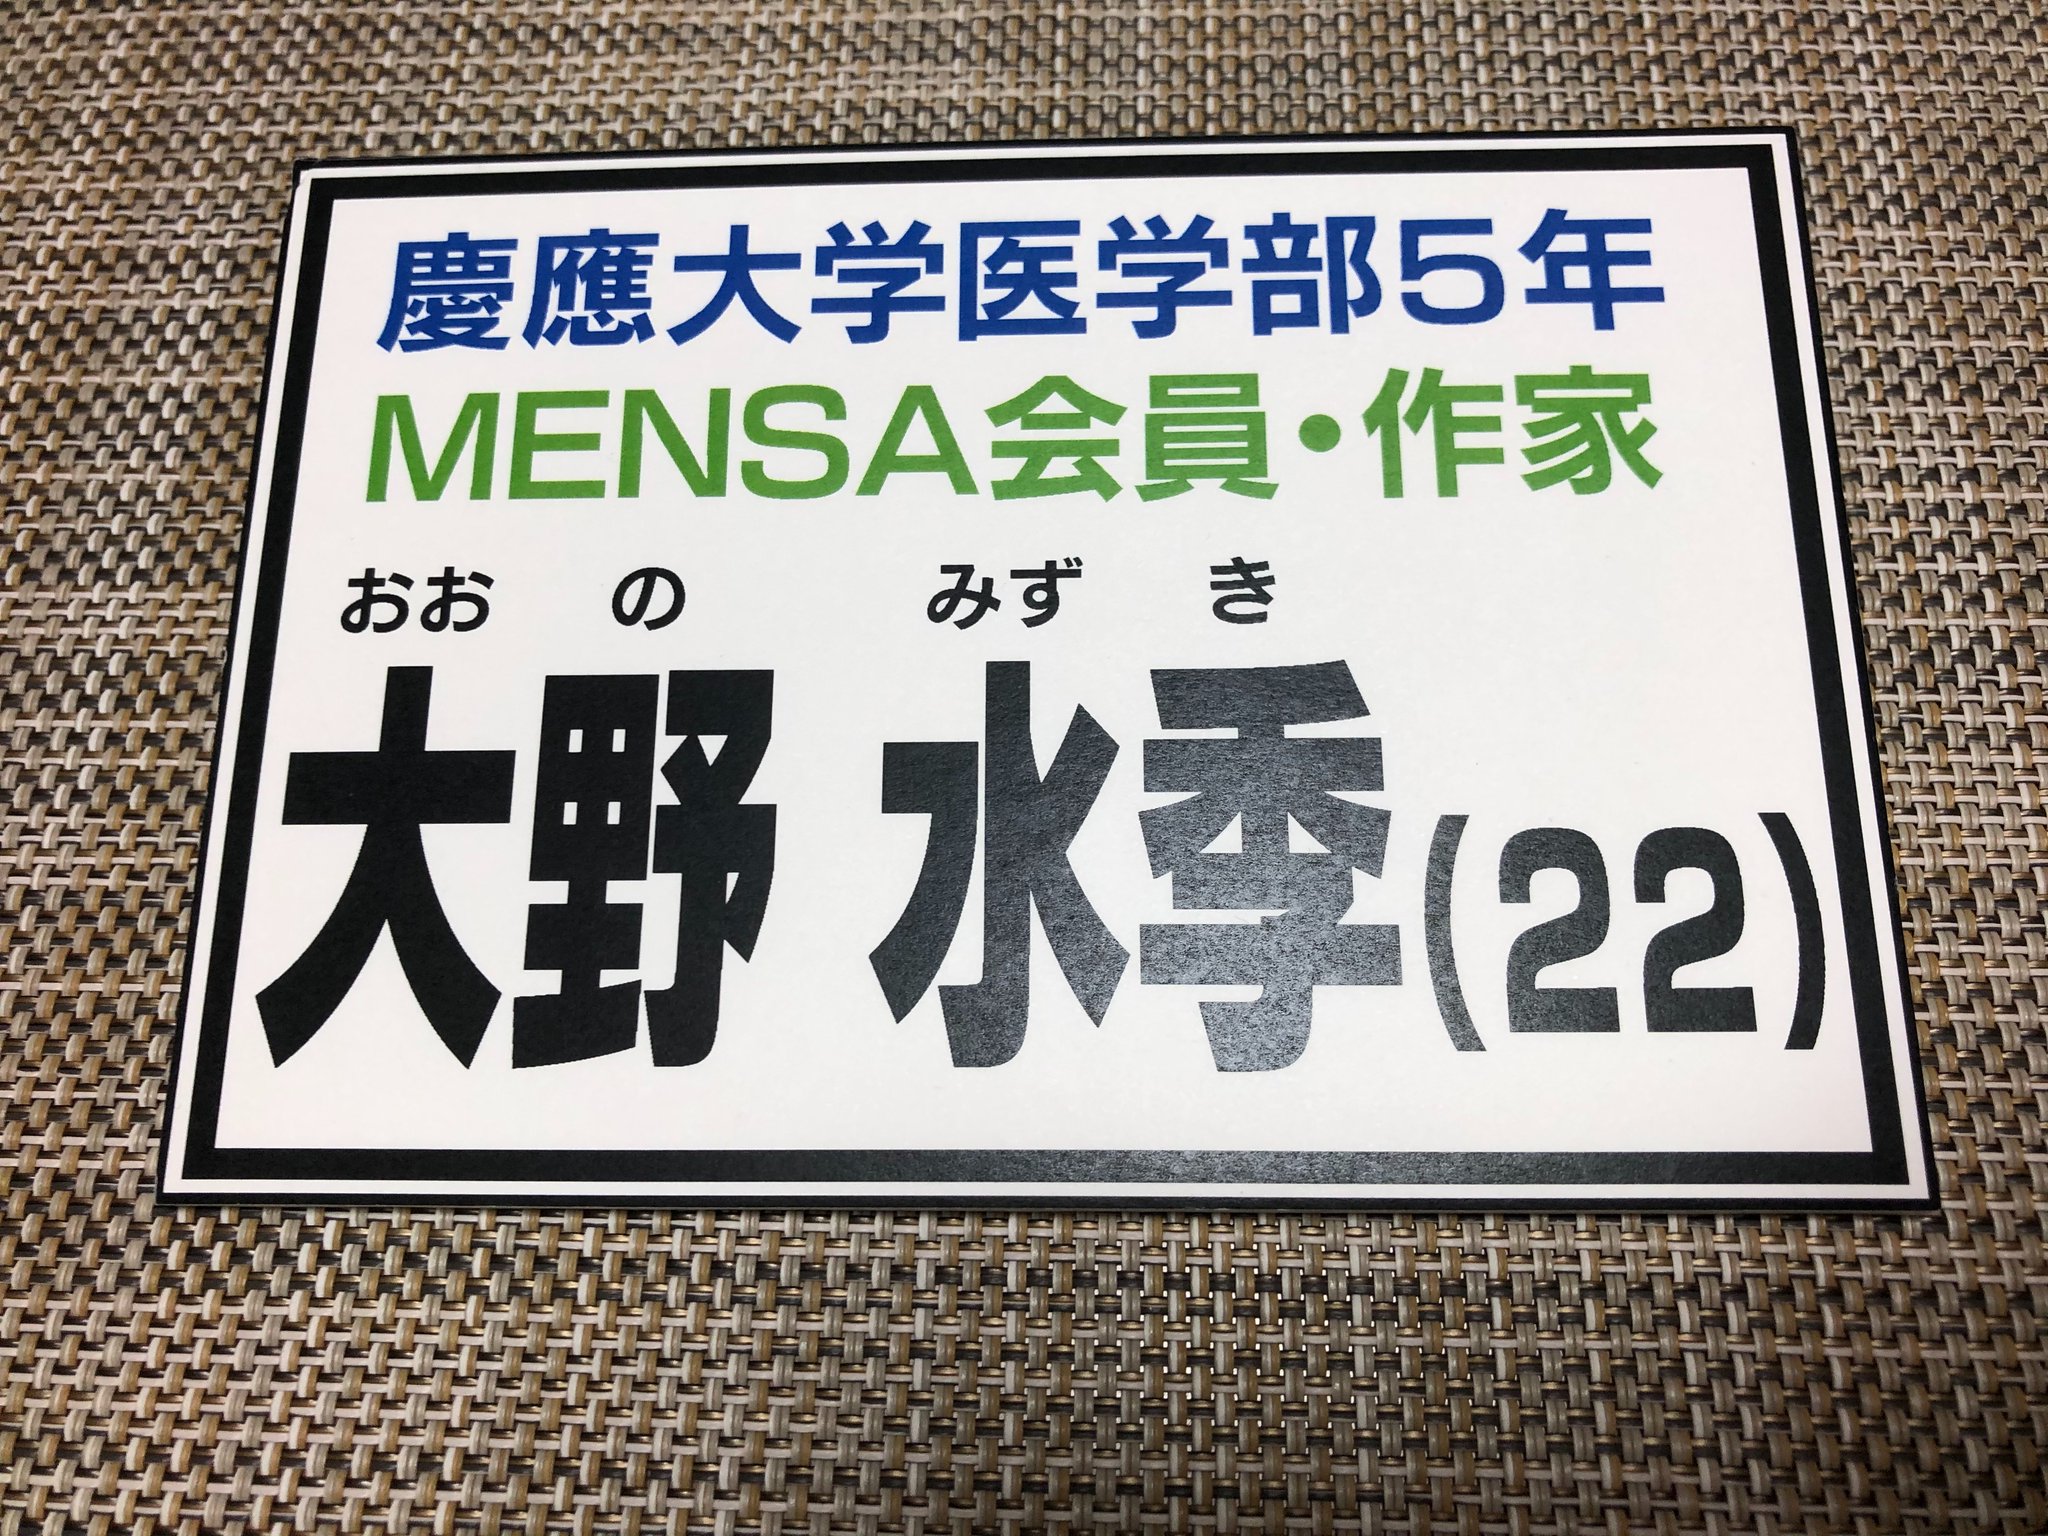 慶應大学医学部5年
MENSA会員・作家
おお の みず き
大野 水季(22)